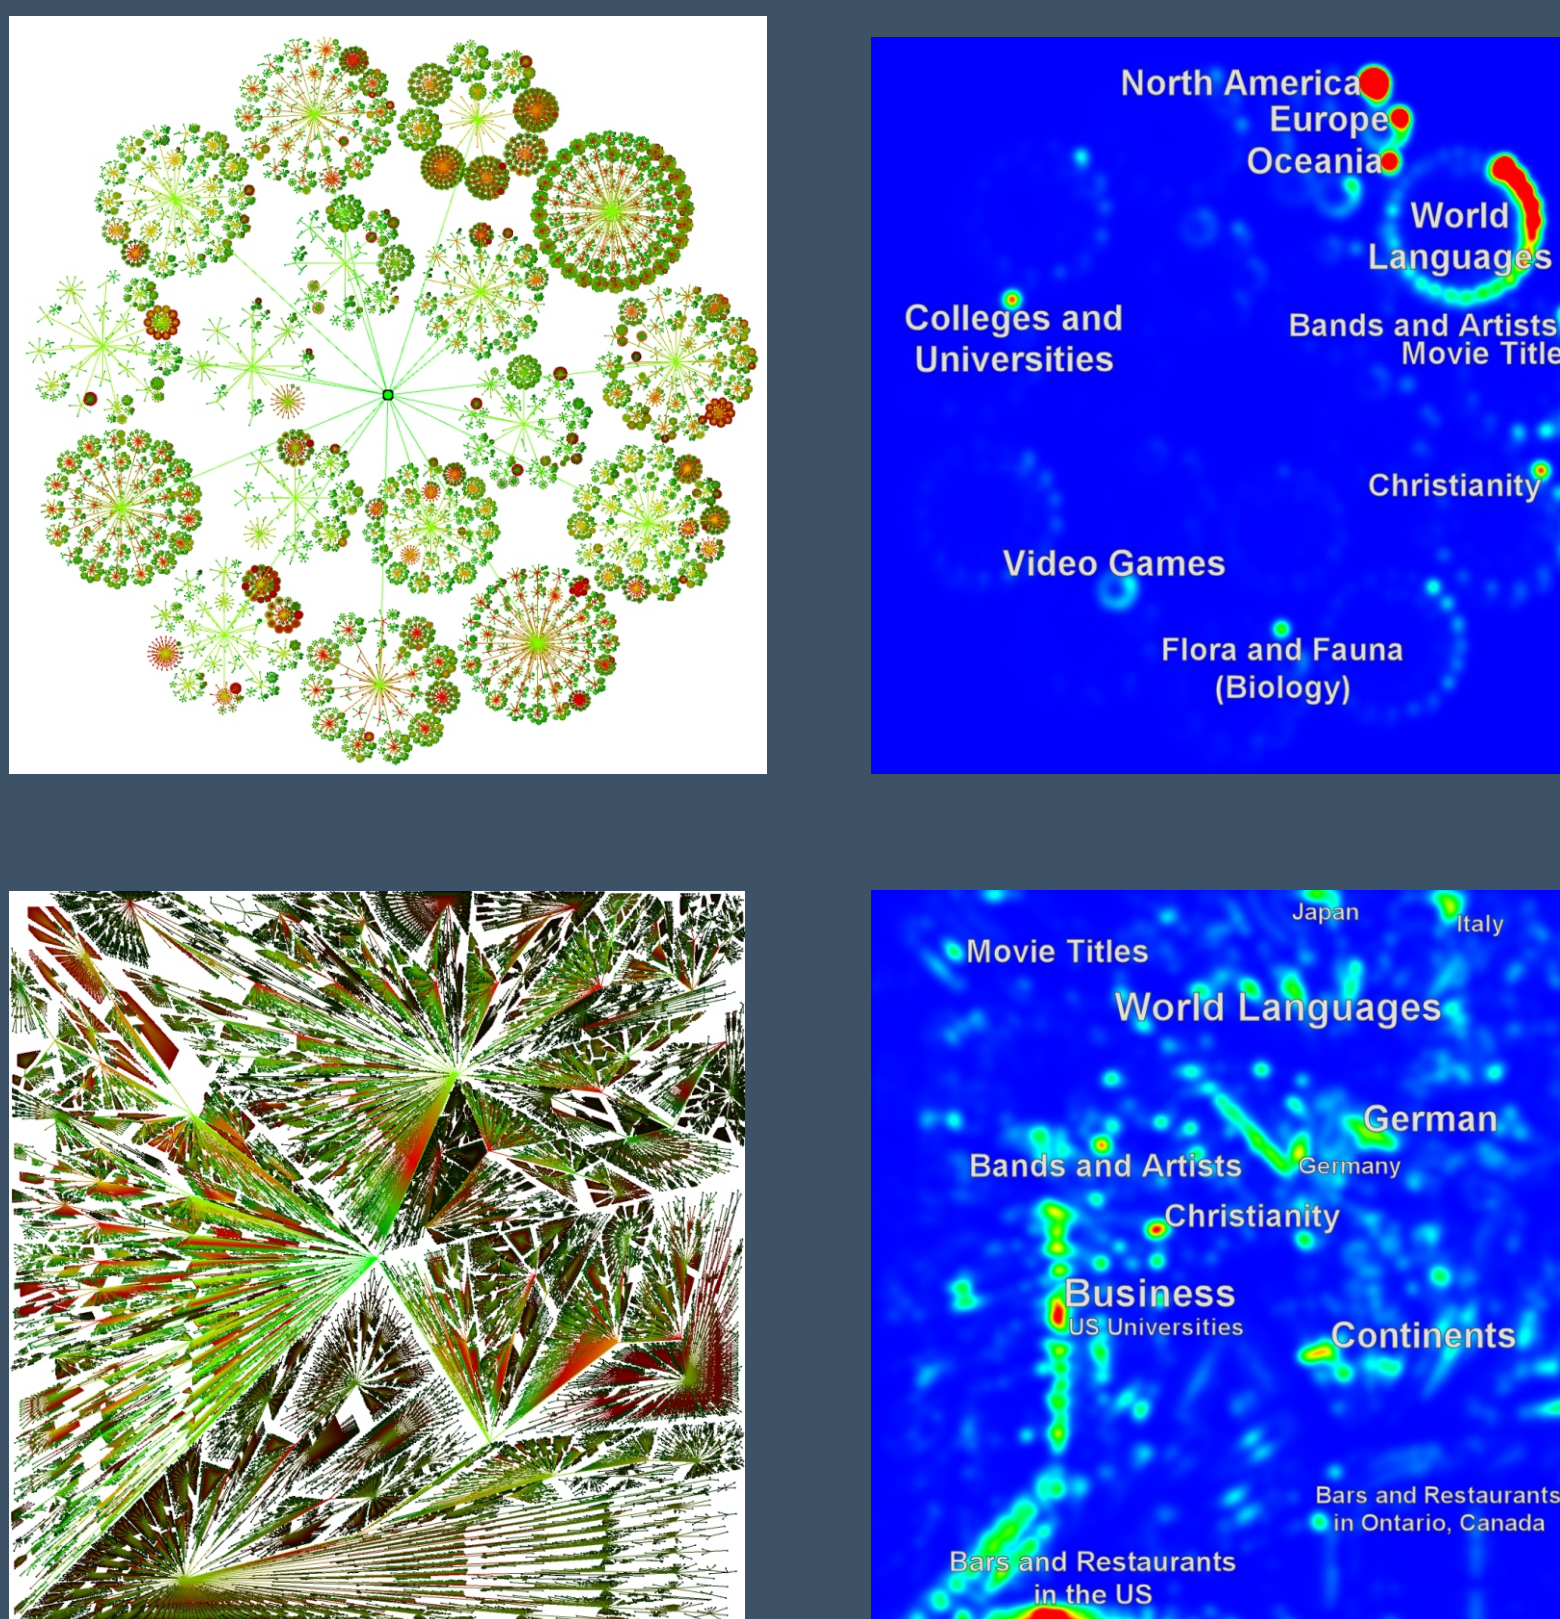 North America
Europe
Oceania
World
Languages
Colleges and
Universities
Bands and Artists
Movie Title
Christianity
Video Games
Flora and Fauna
(Biology)
Japan
Italy
Movie Titles
World Languages
German
Bands and Artists
Germany
Christianity
Business
US Universities
Continents
Bars and Restaurants
in Ontario, Canada
Bars and Restaurants
in the US